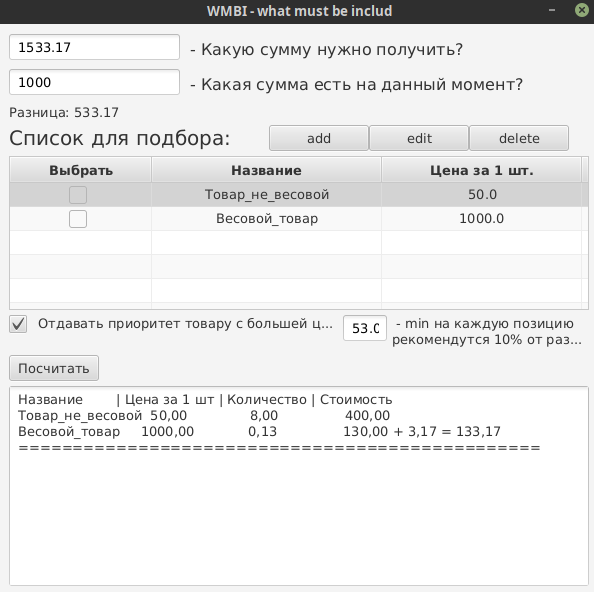 WMBI - what must be includ
1533.17 - Какую сумму нужно получить?
1000 - Какая сумма есть на данный момент?
Разница: 533.17
Список для подбора: add edit delete
Выбрать Название Цена за 1 шт.
Товар_не_весовой 50.0
Весовой_товар 1000.0
Отдавать приоритет товару с большей ц... 53.0 - min на каждую позицию
рекомендутся 10% от раз...
Посчитать
Название | Цена за 1 шт | Количество | Стоимость
Товар_не_весовой 50,00 8,00 400,00
Весовой_товар 1000,00 0,13 130,00 + 3,17 = 133,17
================================================